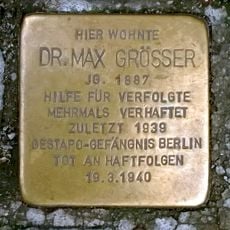 HIER WOHNTE
DR. MAX GRÖSSER
JG. 1887
HILFE FÜR VERFOLGTE
MEHRMALS VERHAFTET
ZULETZT 1939
GESTAPO-GEFÄNGNIS BERLIN
TOT AN HAFTFOLGEN
19.3.1940